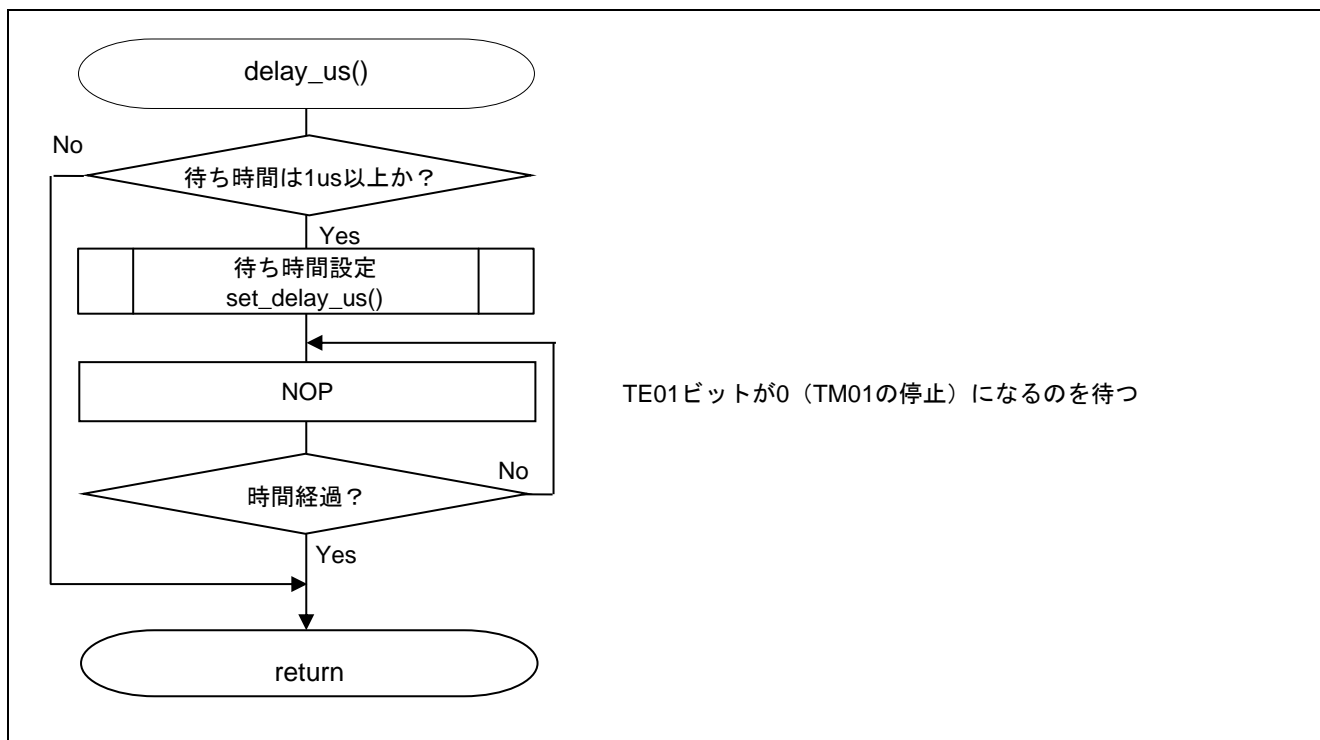 delay_us()
No
待ち時間は1us以上か？
Yes
待ち時間設定
set_delay_us()
NOP
TE01ビットが0（TM01の停止）になるのを待つ
No
時間経過？
Yes
return